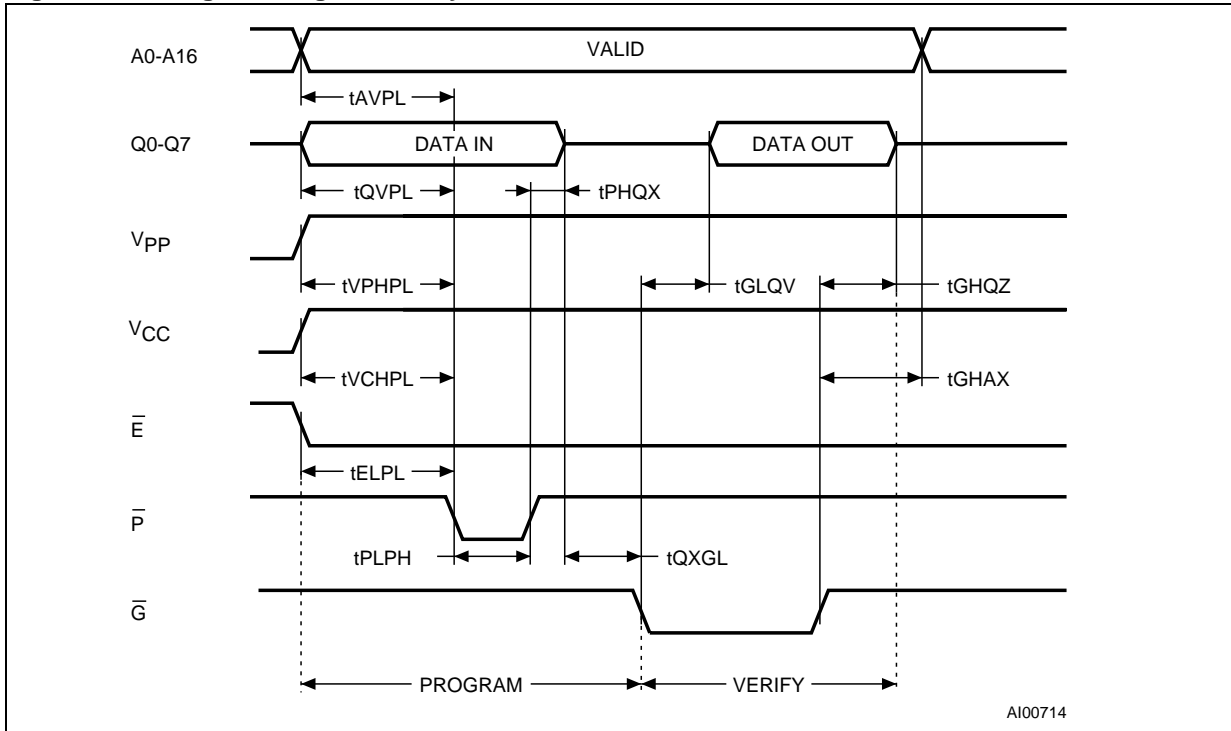 A0-A16
VALID
tAVPL
Q0-Q7
DATA IN
DATA OUT
tQVPL
tPHQX
VPP
tVPHPL
tGLQV
tGHQZ
VCC
tVCHPL
tGHAX
E̅
tELPL
P̅
tPLPH
tQXGL
G̅
PROGRAM
VERIFY
AI00714